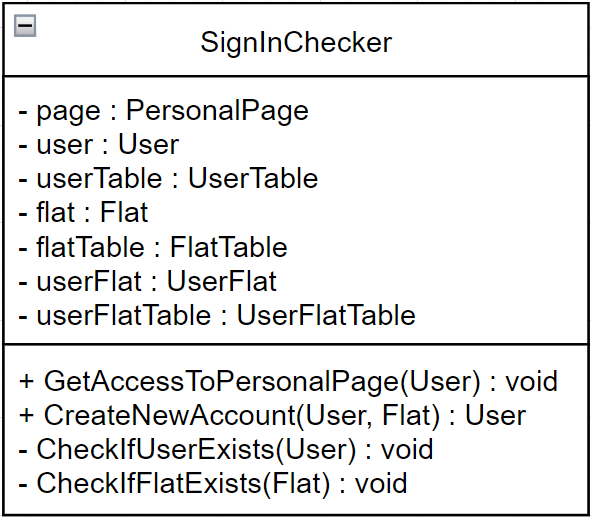 SignInChecker
- page : PersonalPage
- user : User
- userTable : UserTable
- flat : Flat
- flatTable : FlatTable
- userFlat : UserFlat
- userFlatTable : UserFlatTable
+ GetAccessToPersonalPage(User) : void
+ CreateNewAccount(User, Flat) : User
- CheckIfUserExists(User) : void
- CheckIfFlatExists(Flat) : void